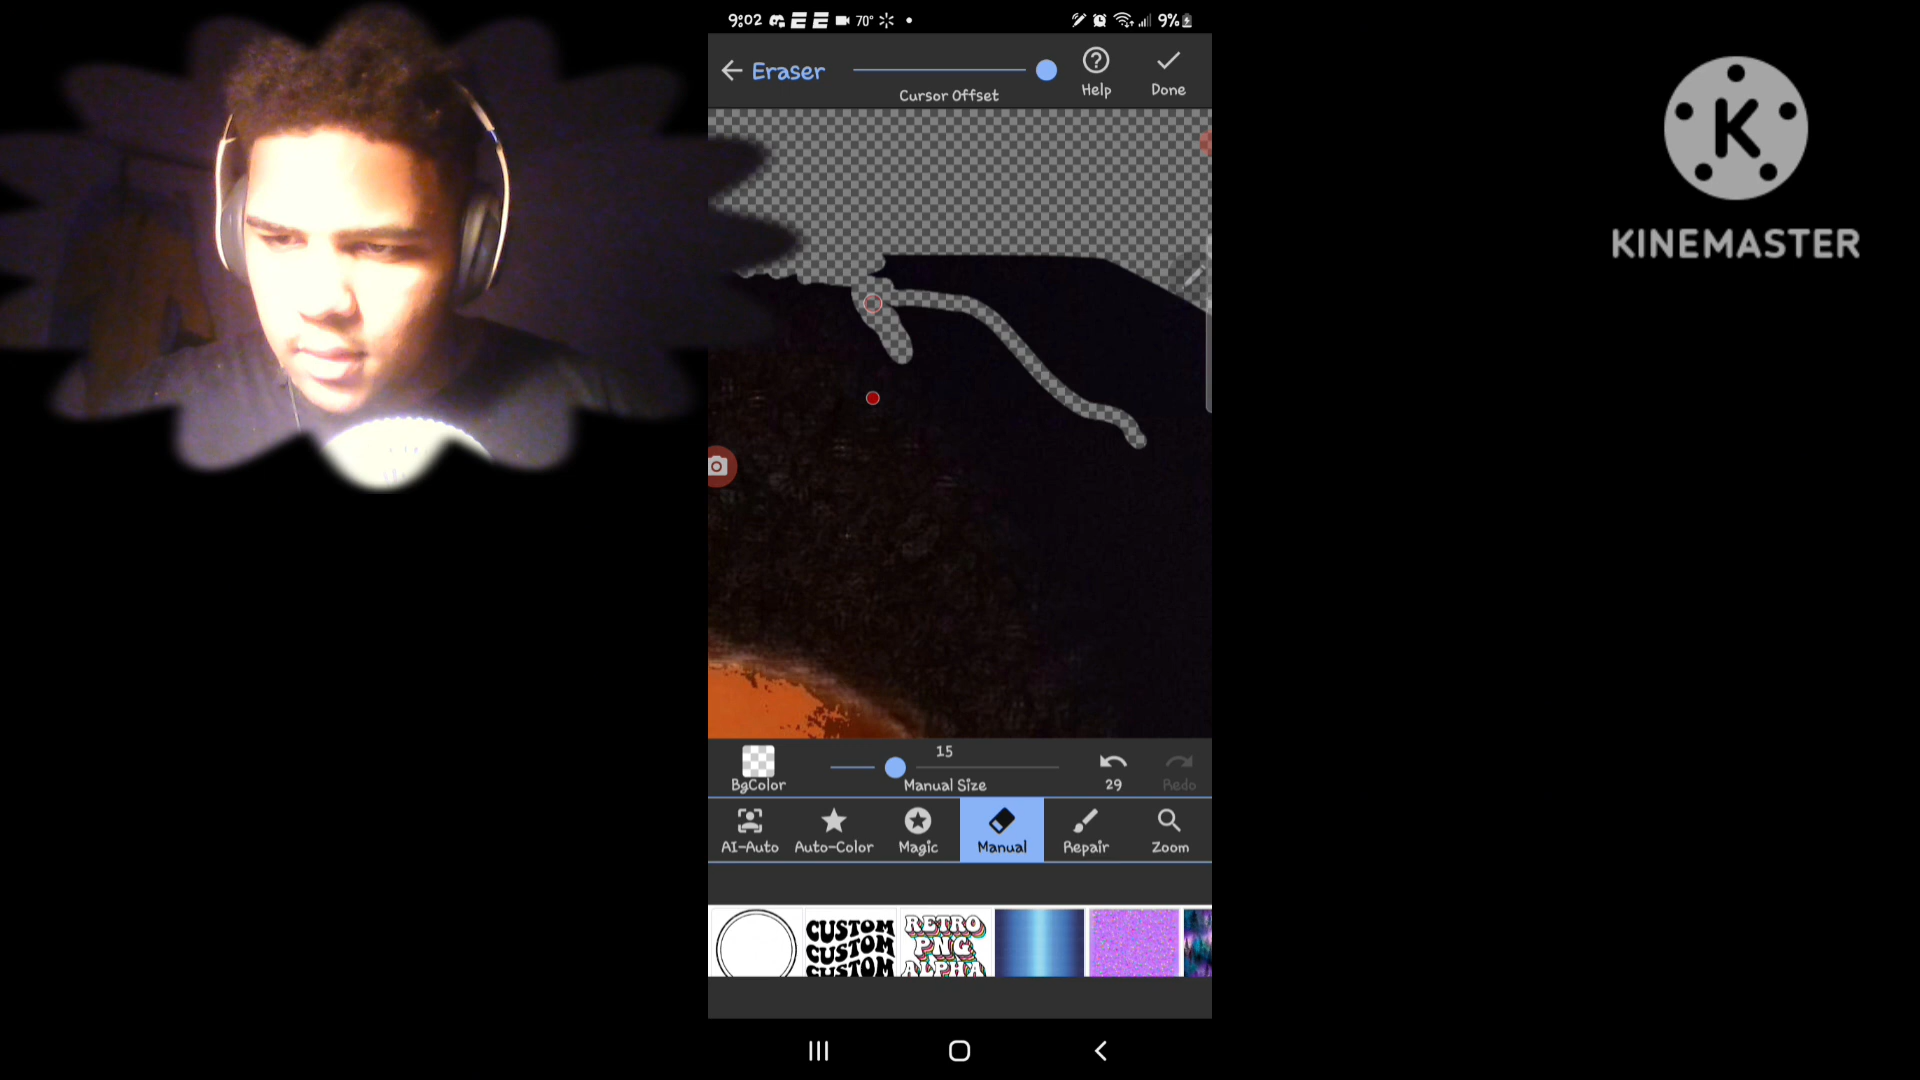 9:02 70° 9%
Eraser
Cursor Offset
Help
Done
KINEMASTER
15
BgColor
Manual Size
29
Redo
AI-Auto
Auto-Color
Magic
Manual
Repair
Zoom
CUSTOM
CUSTOM
CUSTOM
RETRO
PNG
ALPHA